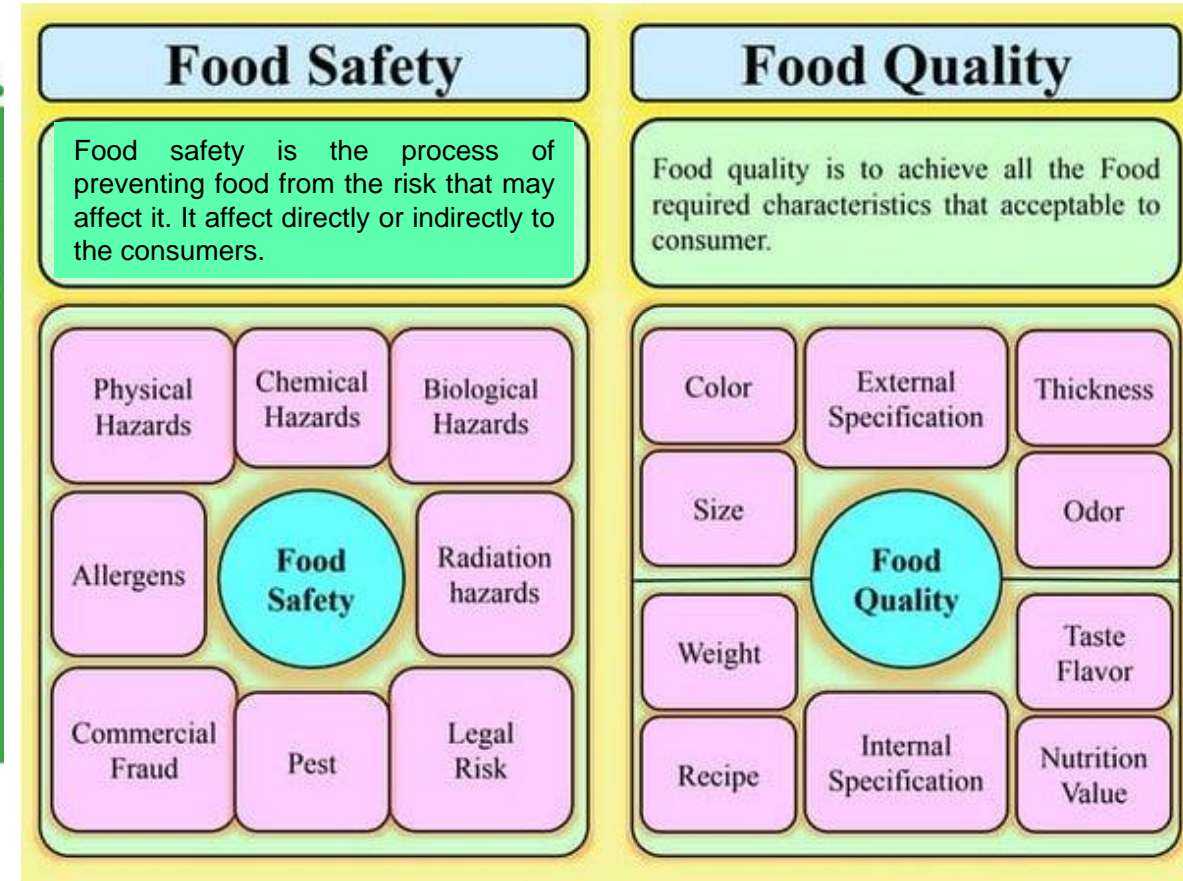 Food Safety
Food safety is the process of
preventing food from the risk that may
affect it. It affect directly or indirectly to
the consumers.
Physical
Hazards
Chemical
Hazards
Biological
Hazards
Allergens
Food
Safety
Radiation
hazards
Commercial
Fraud
Pest
Legal
Risk
Food Quality
Food quality is to achieve all the Food
required characteristics that acceptable to
consumer.
Color
External
Specification
Thickness
Size
Odor
Food
Quality
Weight
Taste
Flavor
Recipe
Internal
Specification
Nutrition
Value